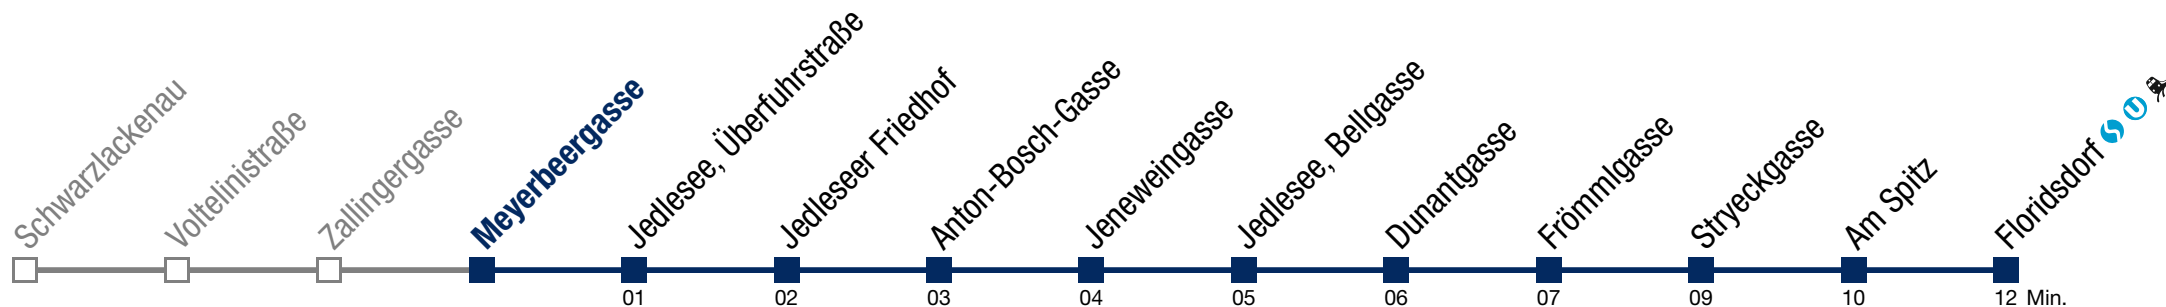 Schwarzlackenau
Voltelinistraße
Zallingergasse
Meyerbeergasse
Jedlesee, Überfuhrstraße
Jedleseer Friedhof
Anton-Bosch-Gasse
Jeneweingasse
Jedlesee, Bellgasse
Dunantgasse
Frömmlgasse
Stryeckgasse
Am Spitz
Floridsdorf S U
01 02 03 04 05 06 07 09 10 12 Min.